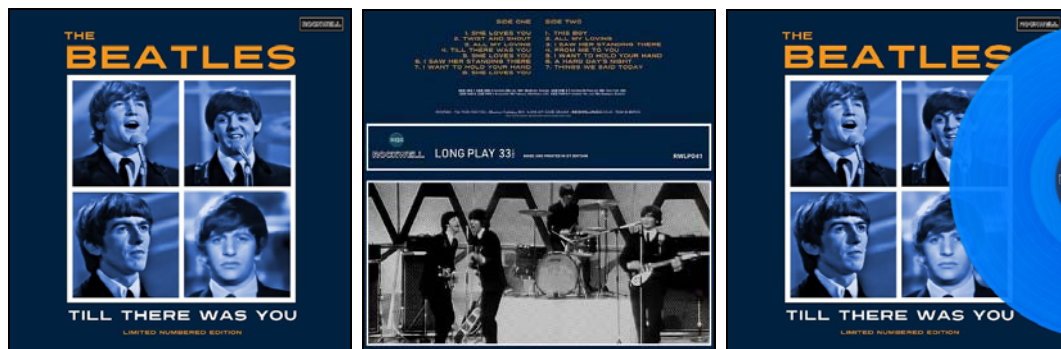 ROCKWELL
THE
BEATLES
TILL THERE WAS YOU
LIMITED NUMBERED EDITION
SIDE ONE
1. SHE LOVES YOU
2. TWIST AND SHOUT
3. ALL MY LOVING
4. TILL THERE WAS YOU
5. SHE LOVES YOU
6. I SAW HER STANDING THERE
7. I WANT TO HOLD YOUR HAND
8. SHE LOVES YOU
SIDE TWO
1. THIS BOY
2. ALL MY LOVING
3. I SAW HER STANDING THERE
4. FROM ME TO YOU
5. I WANT TO HOLD YOUR HAND
6. A HARD DAY'S NIGHT
7. THINGS WE SAID TODAY
ROCKWELL
LONG PLAY 33
RWLP041
ROCKWELL
THE
BEATLES
TILL THERE WAS YOU
LIMITED NUMBERED EDITION